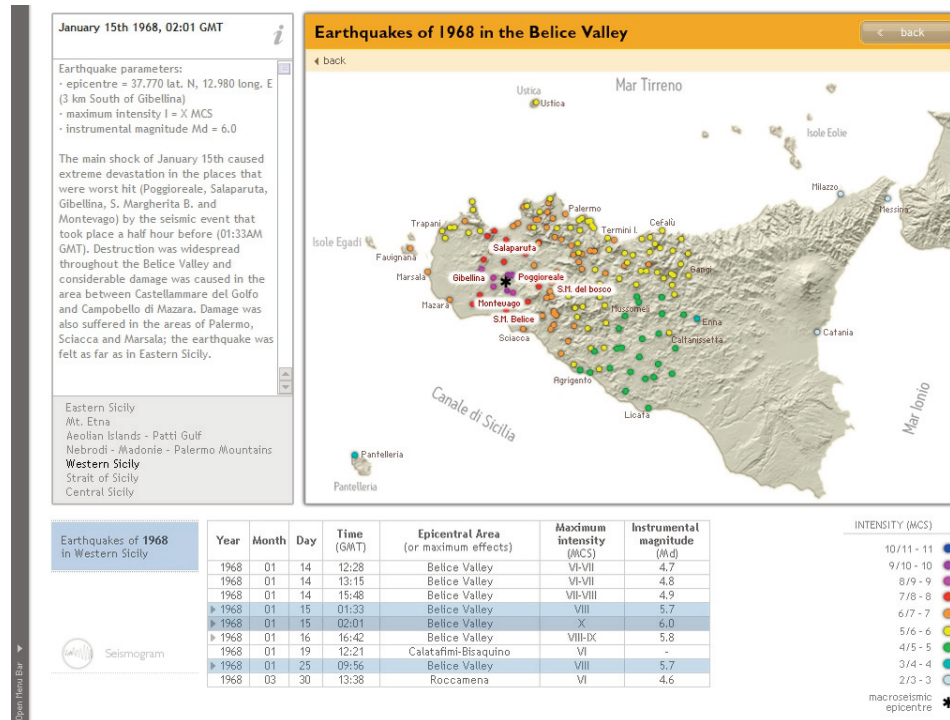 January 15th 1968, 02:01 GMT
i
Earthquake parameters:
· epicentre = 37.770 lat. N, 12.980 long. E
(3 km South of Gibellina)
· maximum intensity I = X MCS
· instrumental magnitude Md = 6.0
The main shock of January 15th caused
extreme devastation in the places that
were worst hit (Poggioreale, Salaparuta,
Gibellina, S. Margherita B. and
Montevago) by the seismic event that
took place a half hour before (01:33AM
GMT). Destruction was widespread
throughout the Belice Valley and
considerable damage was caused in the
area between Castellammare del Golfo
and Campobello di Mazara. Damage was
also suffered in the areas of Palermo,
Sciacca and Marsala; the earthquake was
felt as far as in Eastern Sicily.
Eastern Sicily
Mt. Etna
Aeolian Islands - Patti Gulf
Nebrodi - Madonie - Palermo Mountains
Western Sicily
Strait of Sicily
Central Sicily
Earthquakes of 1968 in the Belice Valley
< back
back
Mar Tirreno
Ustica
Ustica
Isole Eolie
Milazzo
Messina
Palermo
Trapani
Termini I.
Cefalù
Isole Egadi
Favignana
Salaparuta
Gangi
Marsala
Gibellina
Poggioreale
S.M. del bosco
Mazara
Montevago
Mussomeli
S.M. Belice
Enna
Catania
Sciacca
Caltanissetta
Agrigento
Licata
Canale di Sicilia
Mar Ionio
Pantelleria
Pantelleria
Earthquakes of 1968
in Western Sicily
Seismogram
Open Menu Bar
Year Month Day Time (GMT) Epicentral Area (or maximum effects) Maximum intensity (MCS) Instrumental magnitude (Md)
1968 01 14 12:28 Belice Valley VI-VII 4.7
1968 01 14 13:15 Belice Valley VI-VII 4.8
1968 01 14 15:48 Belice Valley VII-VIII 4.9
1968 01 15 01:33 Belice Valley VIII 5.7
1968 01 15 02:01 Belice Valley X 6.0
1968 01 16 16:42 Belice Valley VIII-IX 5.8
1968 01 19 12:21 Calatafimi-Bisaquino VI -
1968 01 25 09:56 Belice Valley VIII 5.7
1968 03 30 13:38 Roccamena VI 4.6
INTENSITY (MCS)
10/11 - 11
9/10 - 10
8/9 - 9
7/8 - 8
6/7 - 7
5/6 - 6
4/5 - 5
3/4 - 4
2/3 - 3
macroseismic
epicentre